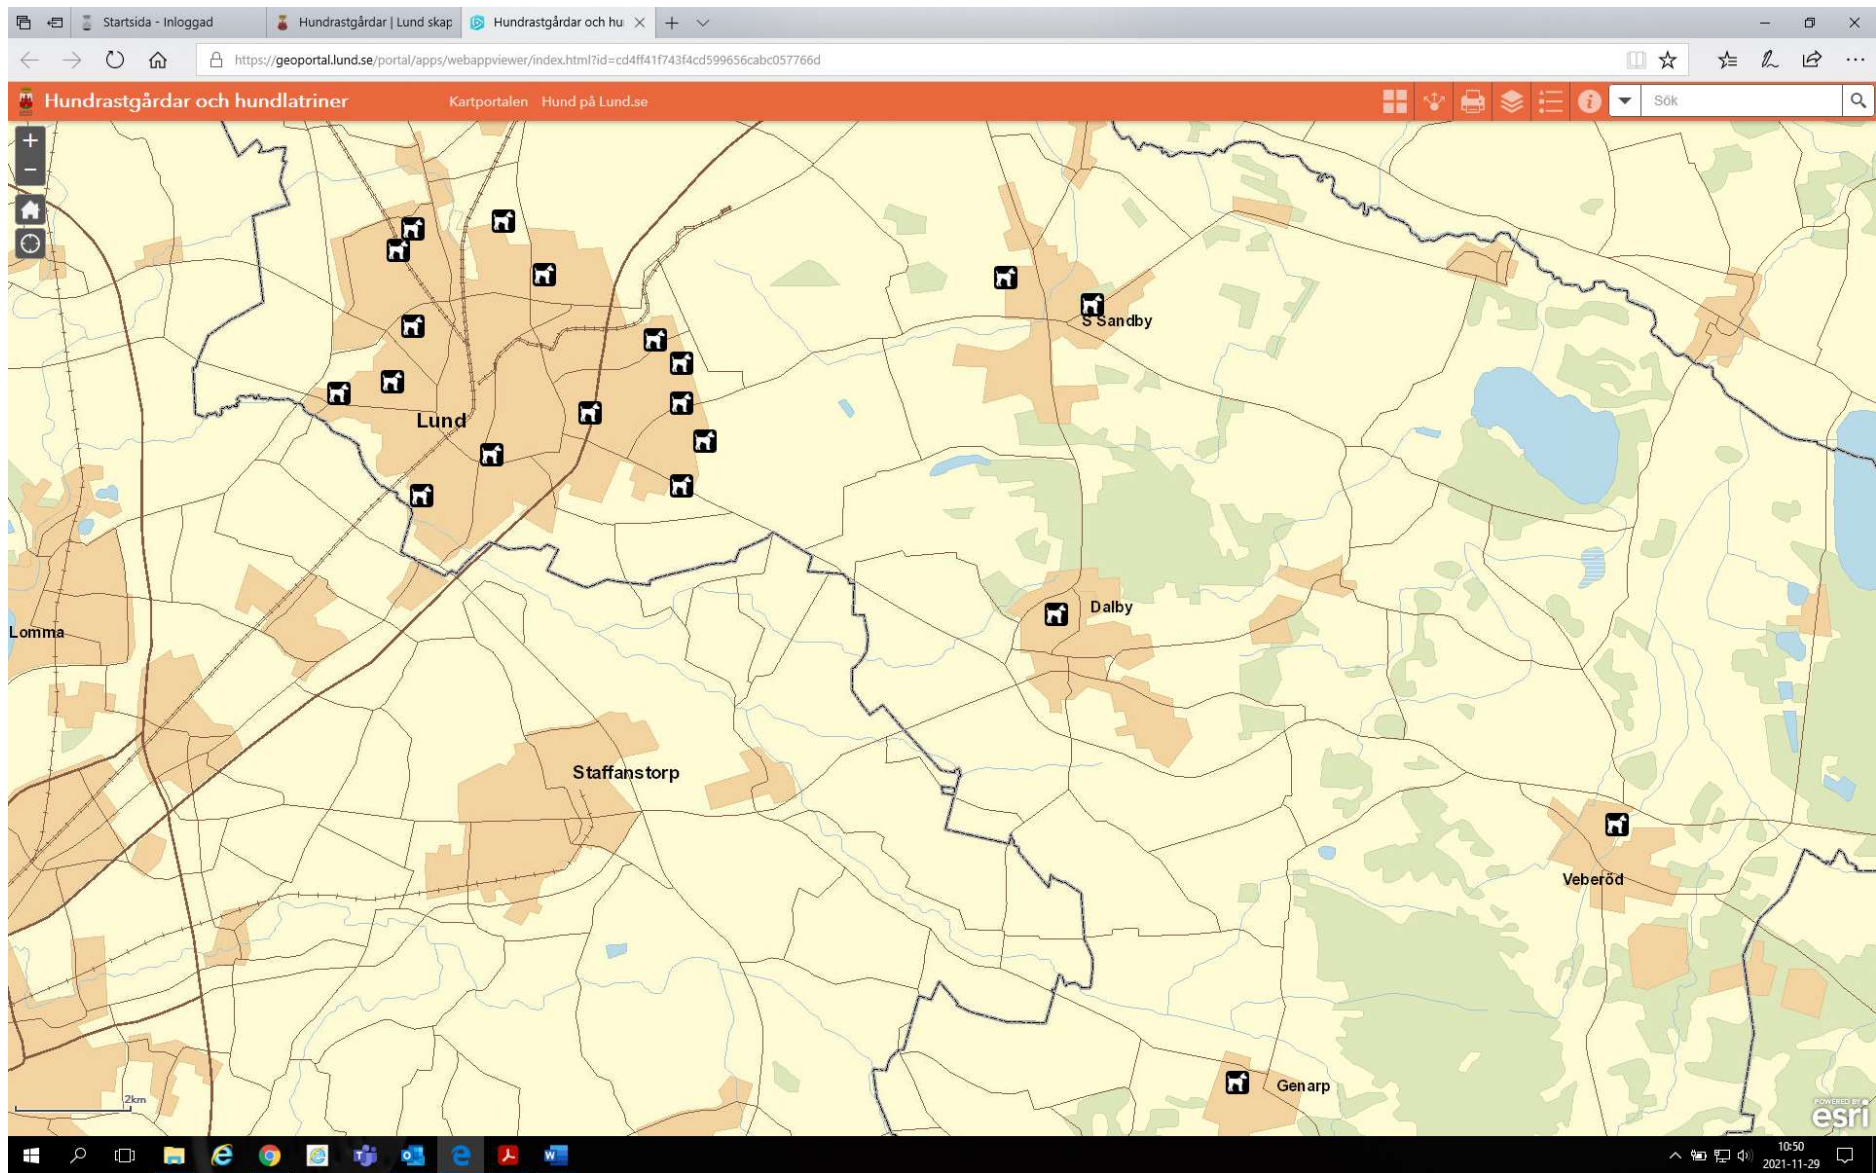 Startsida - Inloggad
Hundrastgårdar | Lund skap
Hundrastgårdar och hu
https://geoportal.lund.se/portal/apps/webappviewer/index.html?id=cd4ff41f743f4cd599656cabc057766d
Hundrastgårdar och hundlatriner
Kartportalen Hund på Lund.se
Sök
S Sandby
Lund
Dalby
Lomma
Staffanstorp
Veberöd
Genarp
2km
POWERED BY
esri
10:50
2021-11-29